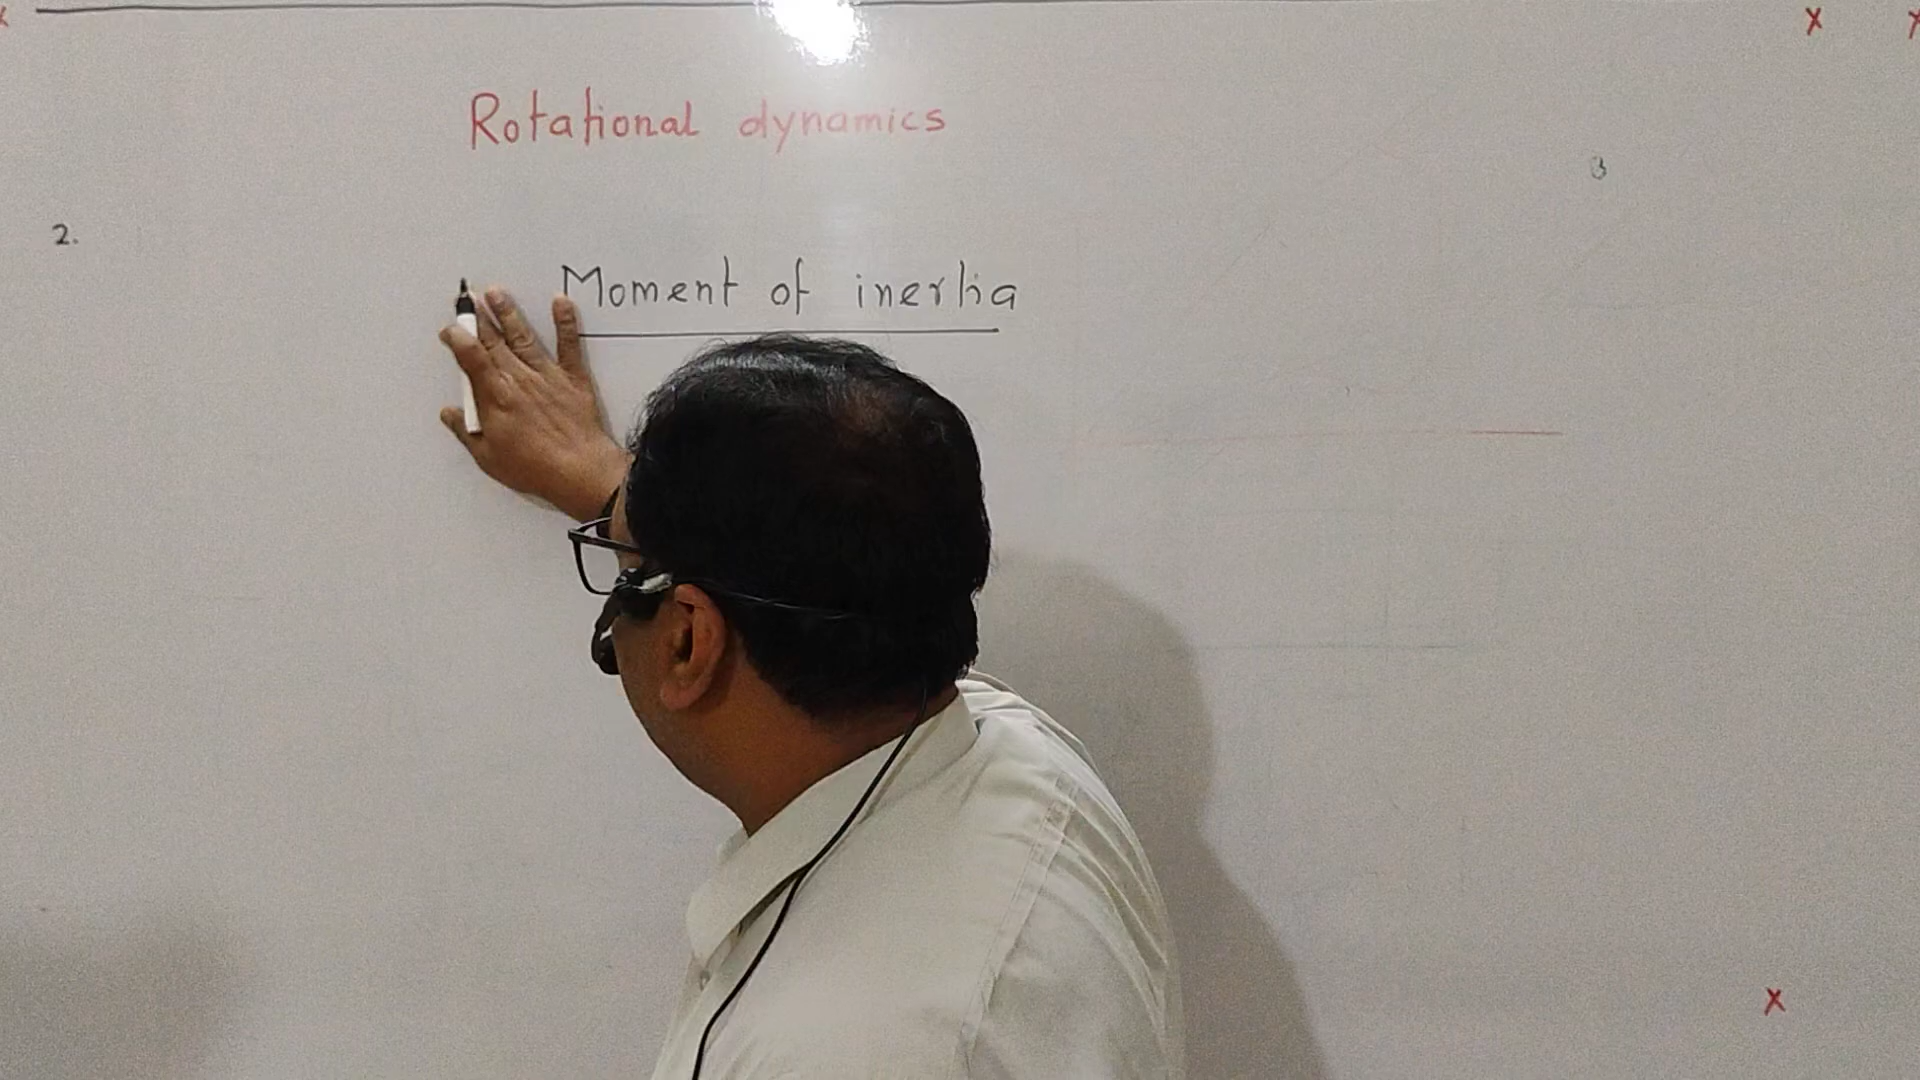 x x x
Rotational dynamics
2.
Moment of inertia
x